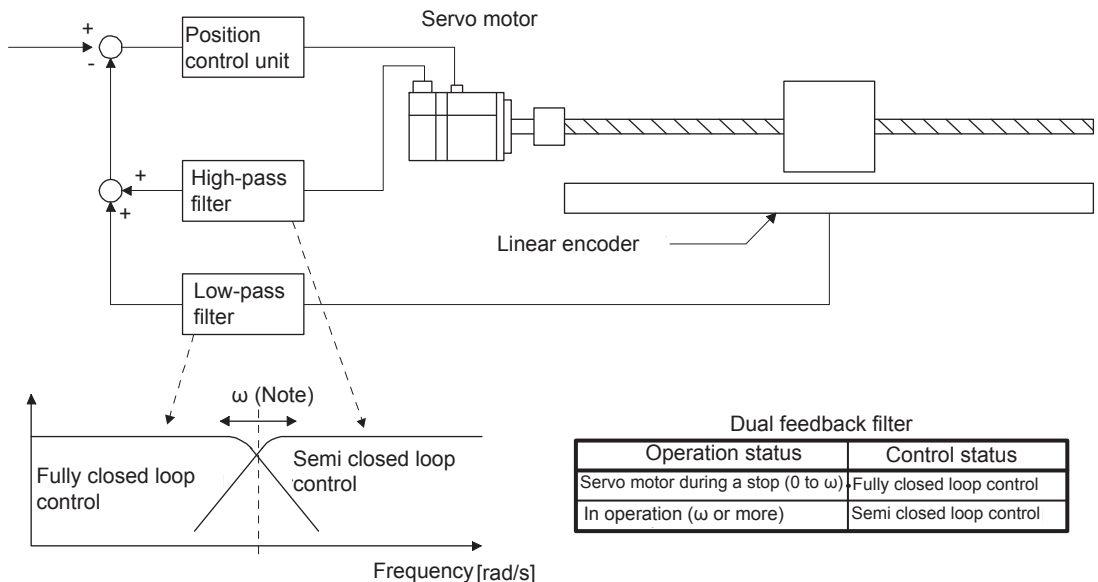 Servo motor
+
-
Position
control unit
+
+
High-pass
filter
Linear encoder
Low-pass
filter
ω (Note)
Fully closed loop
control
Semi closed loop
control
Frequency[rad/s]
Dual feedback filter
Operation status
Control status
Servo motor during a stop (0 to ω)
Fully closed loop control
In operation (ω or more)
Semi closed loop control